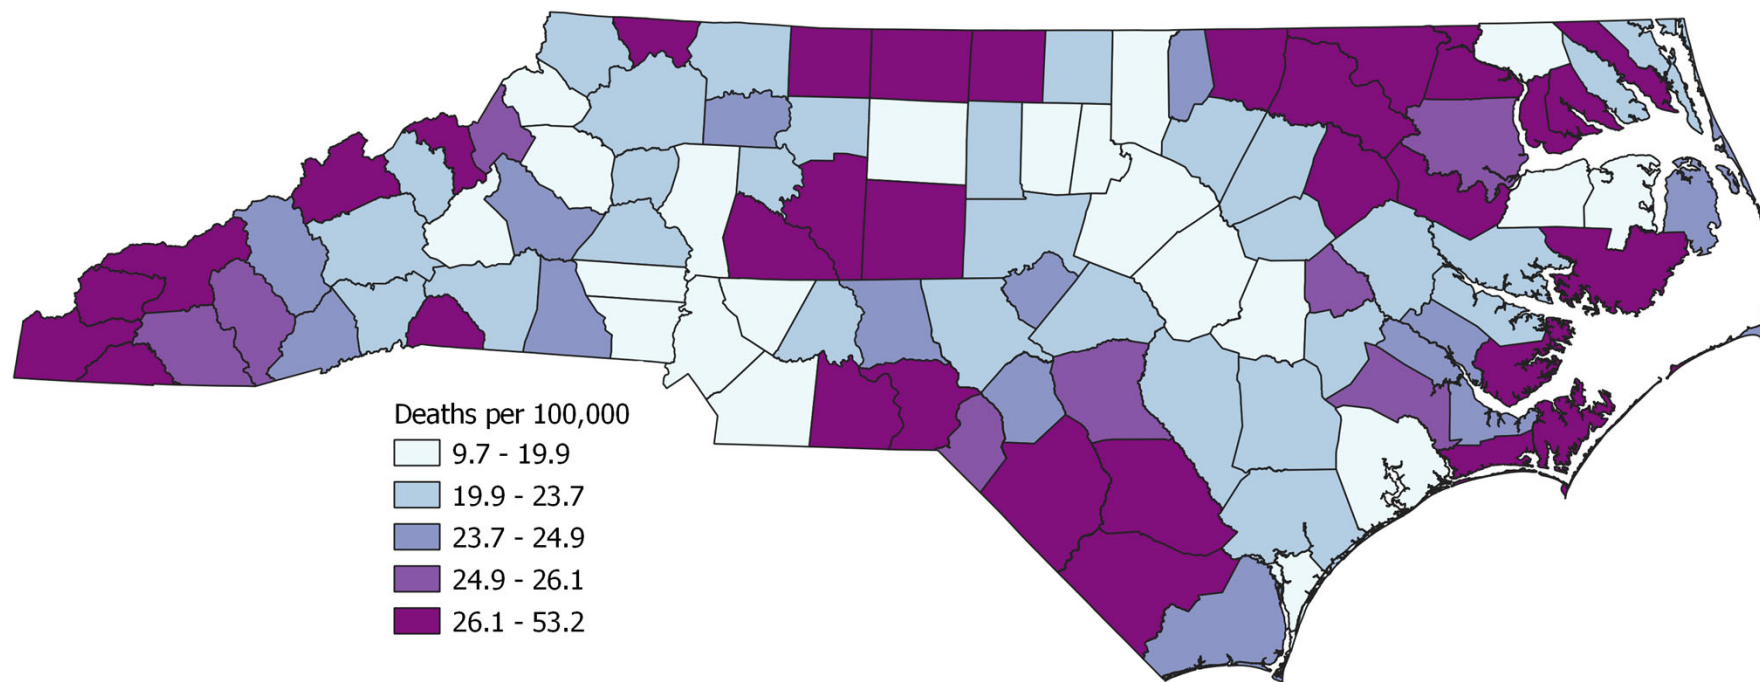 Deaths per 100,000
9.7 - 19.9
19.9 - 23.7
23.7 - 24.9
24.9 - 26.1
26.1 - 53.2